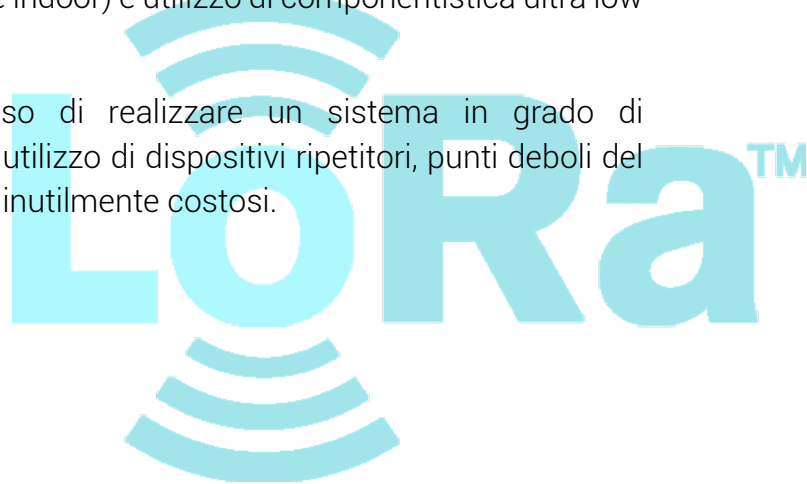 e indoor) e utilizzo di componentistica ultra low
so di realizzare un sistema in grado di
utilizzo di dispositivi ripetitori, punti deboli del
inutilmente costosi.
LoRa™